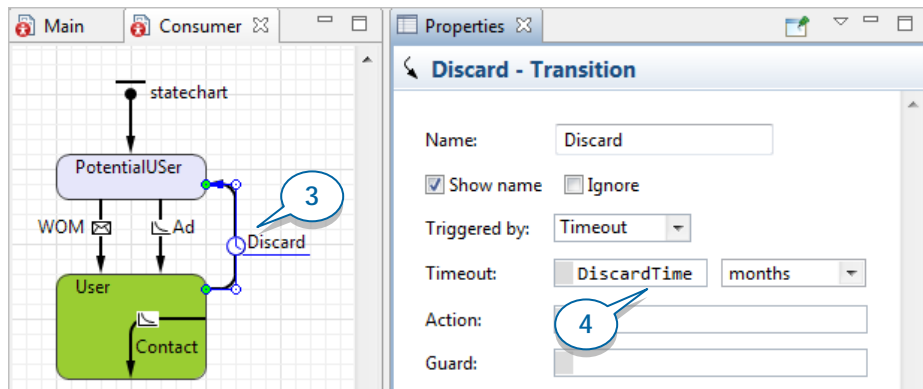 Main
Consumer
statechart
PotentialUSer
3
WOM
Ad
Discard
User
Contact
Properties
Discard - Transition
Name: Discard
Show name Ignore
Triggered by: Timeout
Timeout: DiscardTime months
4
Action:
Guard: